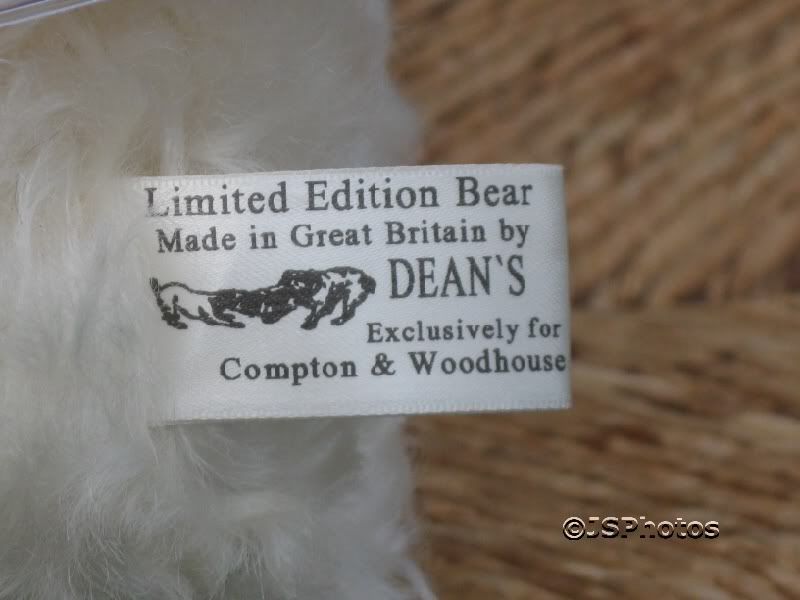 Limited Edition Bear
Made in Great Britain by
DEAN`S
Exclusively for
Compton & Woodhouse
©JSPhotos